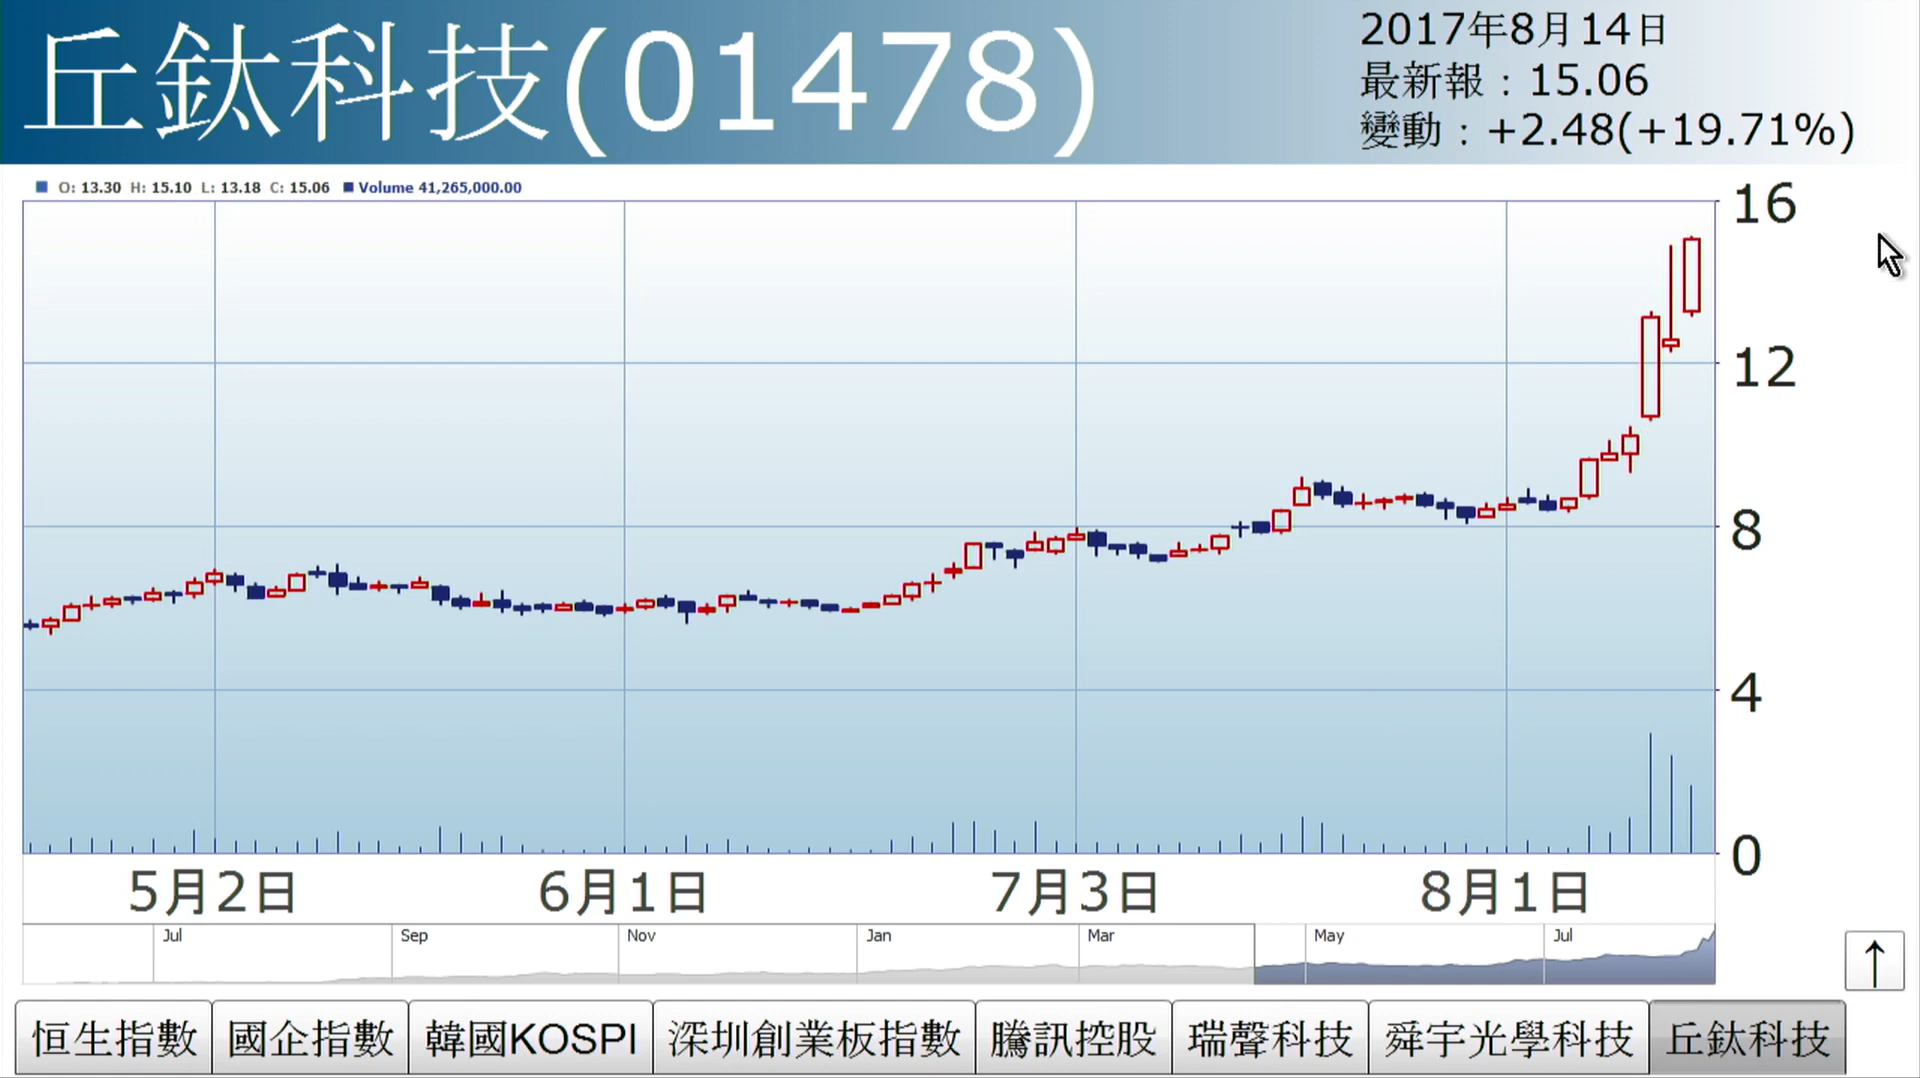 丘鈦科技(01478)
2017年8月14日
最新報：15.06
變動：+2.48(+19.71%)
O: 13.30 H: 15.10 L: 13.18 C: 15.06 Volume 41,265,000.00
16
12
8
4
0
5月2日 6月1日 7月3日 8月1日
Jul Sep Nov Jan Mar May Jul
↑
恒生指數 國企指數 韓國KOSPI 深圳創業板指數 騰訊控股 瑞聲科技 舜宇光學科技 丘鈦科技